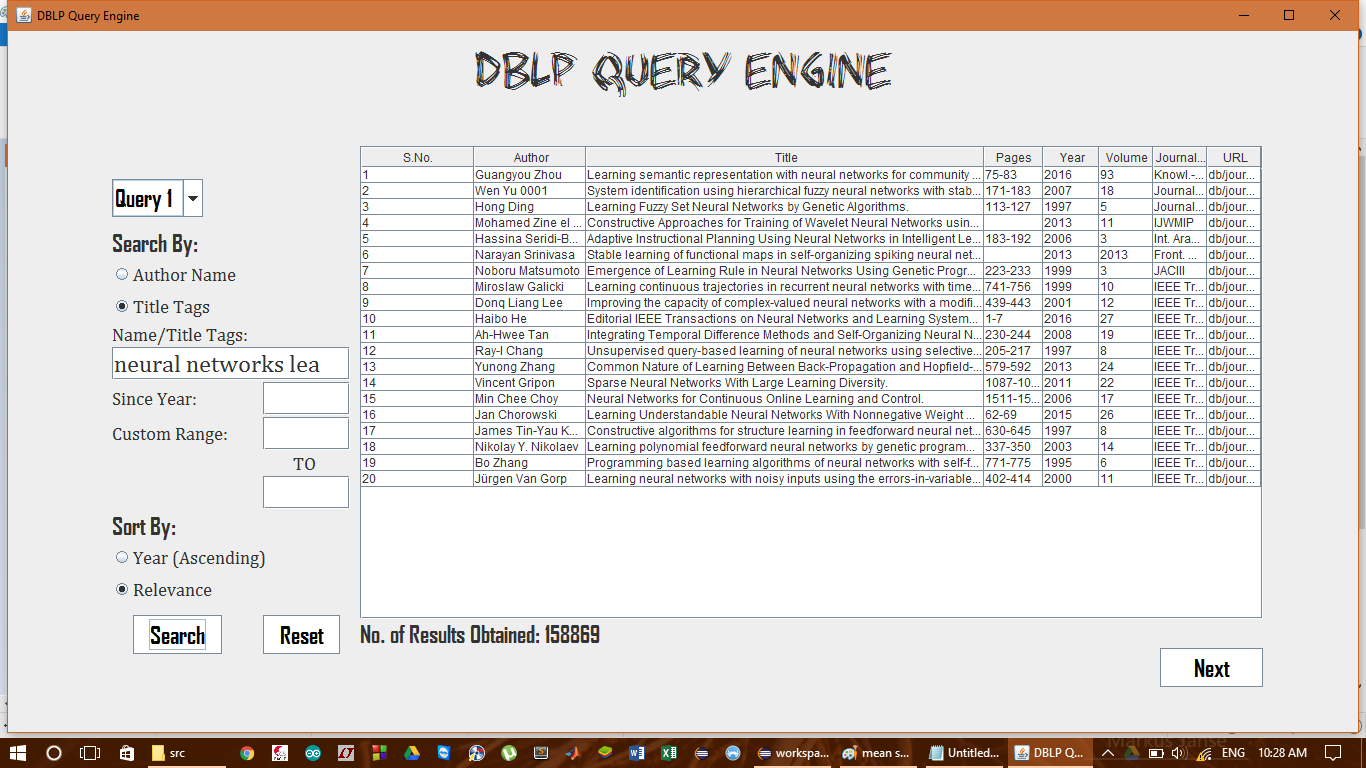 DBLP Query Engine
DBLP QUERY ENGINE
Query 1
Search By:
Author Name
Title Tags
Name/Title Tags:
neural networks lea
Since Year:
Custom Range:
TO
Sort By:
Year (Ascending)
Relevance
Search Reset
S.No. Author Title Pages Year Volume Journal... URL
1 Guangyou Zhou Learning semantic representation with neural networks for community ... 75-83 2016 93 Knowl.-... db/jour...
2 Wen Yu 0001 System identification using hierarchical fuzzy neural networks with stab... 171-183 2007 18 Journal... db/jour...
3 Hong Ding Learning Fuzzy Set Neural Networks by Genetic Algorithms. 113-127 1997 5 Journal... db/jour...
4 Mohamed Zine el ... Constructive Approaches for Training of Wavelet Neural Networks usin... 2013 11 IJWMIP db/jour...
5 Hassina Seridi-B... Adaptive Instructional Planning Using Neural Networks in Intelligent Le... 183-192 2006 3 Int. Ara... db/jour...
6 Narayan Srinivasa Stable learning of functional maps in self-organizing spiking neural net... 2013 2013 Front. ... db/jour...
7 Noboru Matsumoto Emergence of Learning Rule in Neural Networks Using Genetic Progr... 223-233 1999 3 JACIII db/jour...
8 Miroslaw Galicki Learning continuous trajectories in recurrent neural networks with time... 741-756 1999 10 IEEE Tr... db/jour...
9 Donq Liang Lee Improving the capacity of complex-valued neural networks with a modifi... 439-443 2001 12 IEEE Tr... db/jour...
10 Haibo He Editorial IEEE Transactions on Neural Networks and Learning System... 1-7 2016 27 IEEE Tr... db/jour...
11 Ah-Hwee Tan Integrating Temporal Difference Methods and Self-Organizing Neural N... 230-244 2008 19 IEEE Tr... db/jour...
12 Ray-I Chang Unsupervised query-based learning of neural networks using selective... 205-217 1997 8 IEEE Tr... db/jour...
13 Yunong Zhang Common Nature of Learning Between Back-Propagation and Hopfield-... 579-592 2013 24 IEEE Tr... db/jour...
14 Vincent Gripon Sparse Neural Networks With Large Learning Diversity. 1087-10... 2011 22 IEEE Tr... db/jour...
15 Min Chee Choy Neural Networks for Continuous Online Learning and Control. 1511-15... 2006 17 IEEE Tr... db/jour...
16 Jan Chorowski Learning Understandable Neural Networks With Nonnegative Weight ... 62-69 2015 26 IEEE Tr... db/jour...
17 James Tin-Yau K... Constructive algorithms for structure learning in feedforward neural net... 630-645 1997 8 IEEE Tr... db/jour...
18 Nikolay Y. Nikolaev Learning polynomial feedforward neural networks by genetic program... 337-350 2003 14 IEEE Tr... db/jour...
19 Bo Zhang Programming based learning algorithms of neural networks with self-f... 771-775 1995 6 IEEE Tr... db/jour...
20 Jürgen Van Gorp Learning neural networks with noisy inputs using the errors-in-variable... 402-414 2000 11 IEEE Tr... db/jour...
No. of Results Obtained: 158869
Next
src workspa... mean s... Untitled... DBLP Q... ENG 10:28 AM